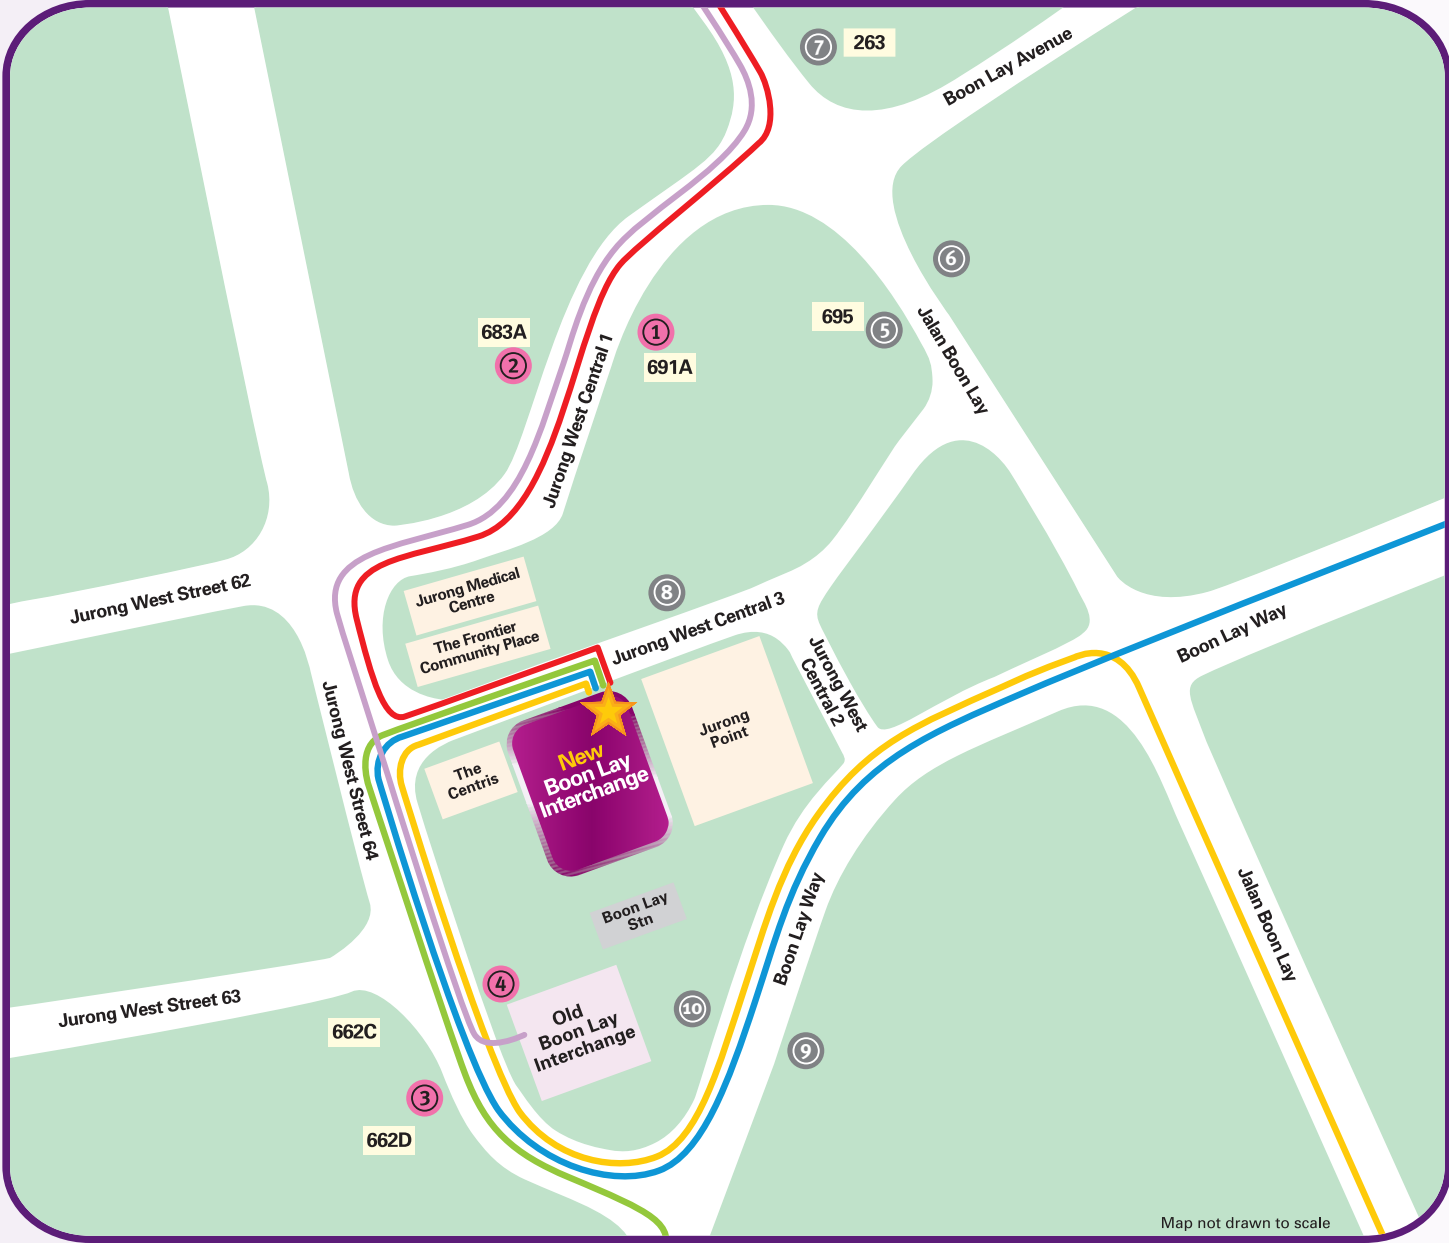 7
263
Boon Lay Avenue
6
683A
2
1
691A
695
5
Jalan Boon Lay
Jurong West Central 1
Jurong West Street 62
Jurong Medical
Centre
The Frontier
Community Place
8
Jurong West Central 3
Boon Lay Way
Jurong West
Central 2
Jurong
Point
Jurong West Street 64
The
Centris
New
Boon Lay
Interchange
Boon Lay
Stn
Boon Lay Way
Jalan Boon Lay
4
Old
Boon Lay
Interchange
10
9
Jurong West Street 63
662C
3
662D
Map not drawn to scale